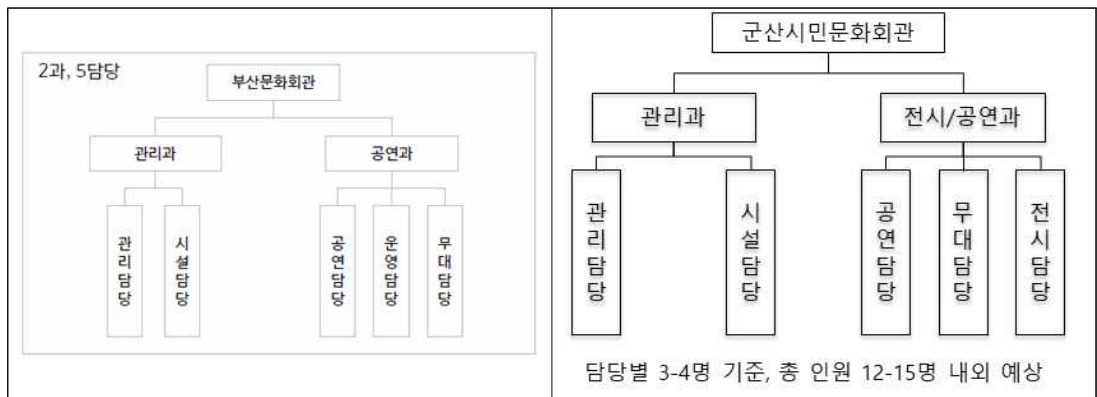 2과, 5담당
부산문화회관
관리과
공연과
관리담당
시설담당
공연담당
운영담당
무대담당
군산시민문화회관
관리과
전시/공연과
관리담당
시설담당
공연담당
무대담당
전시담당
담당별 3-4명 기준, 총 인원 12-15명 내외 예상